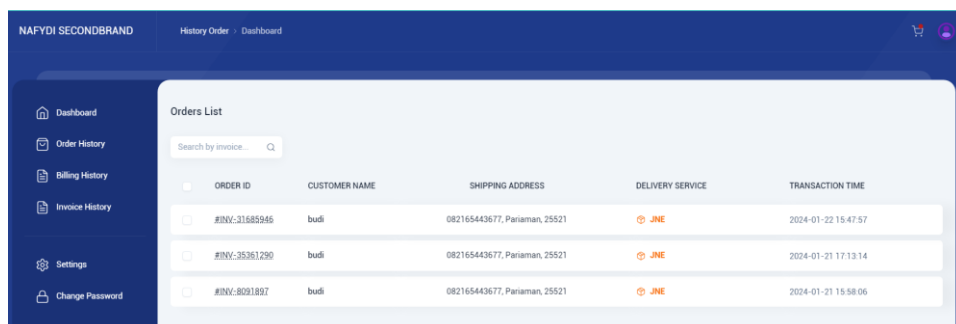 NAFYDI SECONDBRAND
History Order > Dashboard
Dashboard
Order History
Billing History
Invoice History
Settings
Change Password
Orders List
Search by invoice...
ORDER ID CUSTOMER NAME SHIPPING ADDRESS DELIVERY SERVICE TRANSACTION TIME
#INV-31685946 budi 082165443677, Pariaman, 25521 JNE 2024-01-22 15:47:57
#INV-35361290 budi 082165443677, Pariaman, 25521 JNE 2024-01-21 17:13:14
#INV-8091897 budi 082165443677, Pariaman, 25521 JNE 2024-01-21 15:58:06